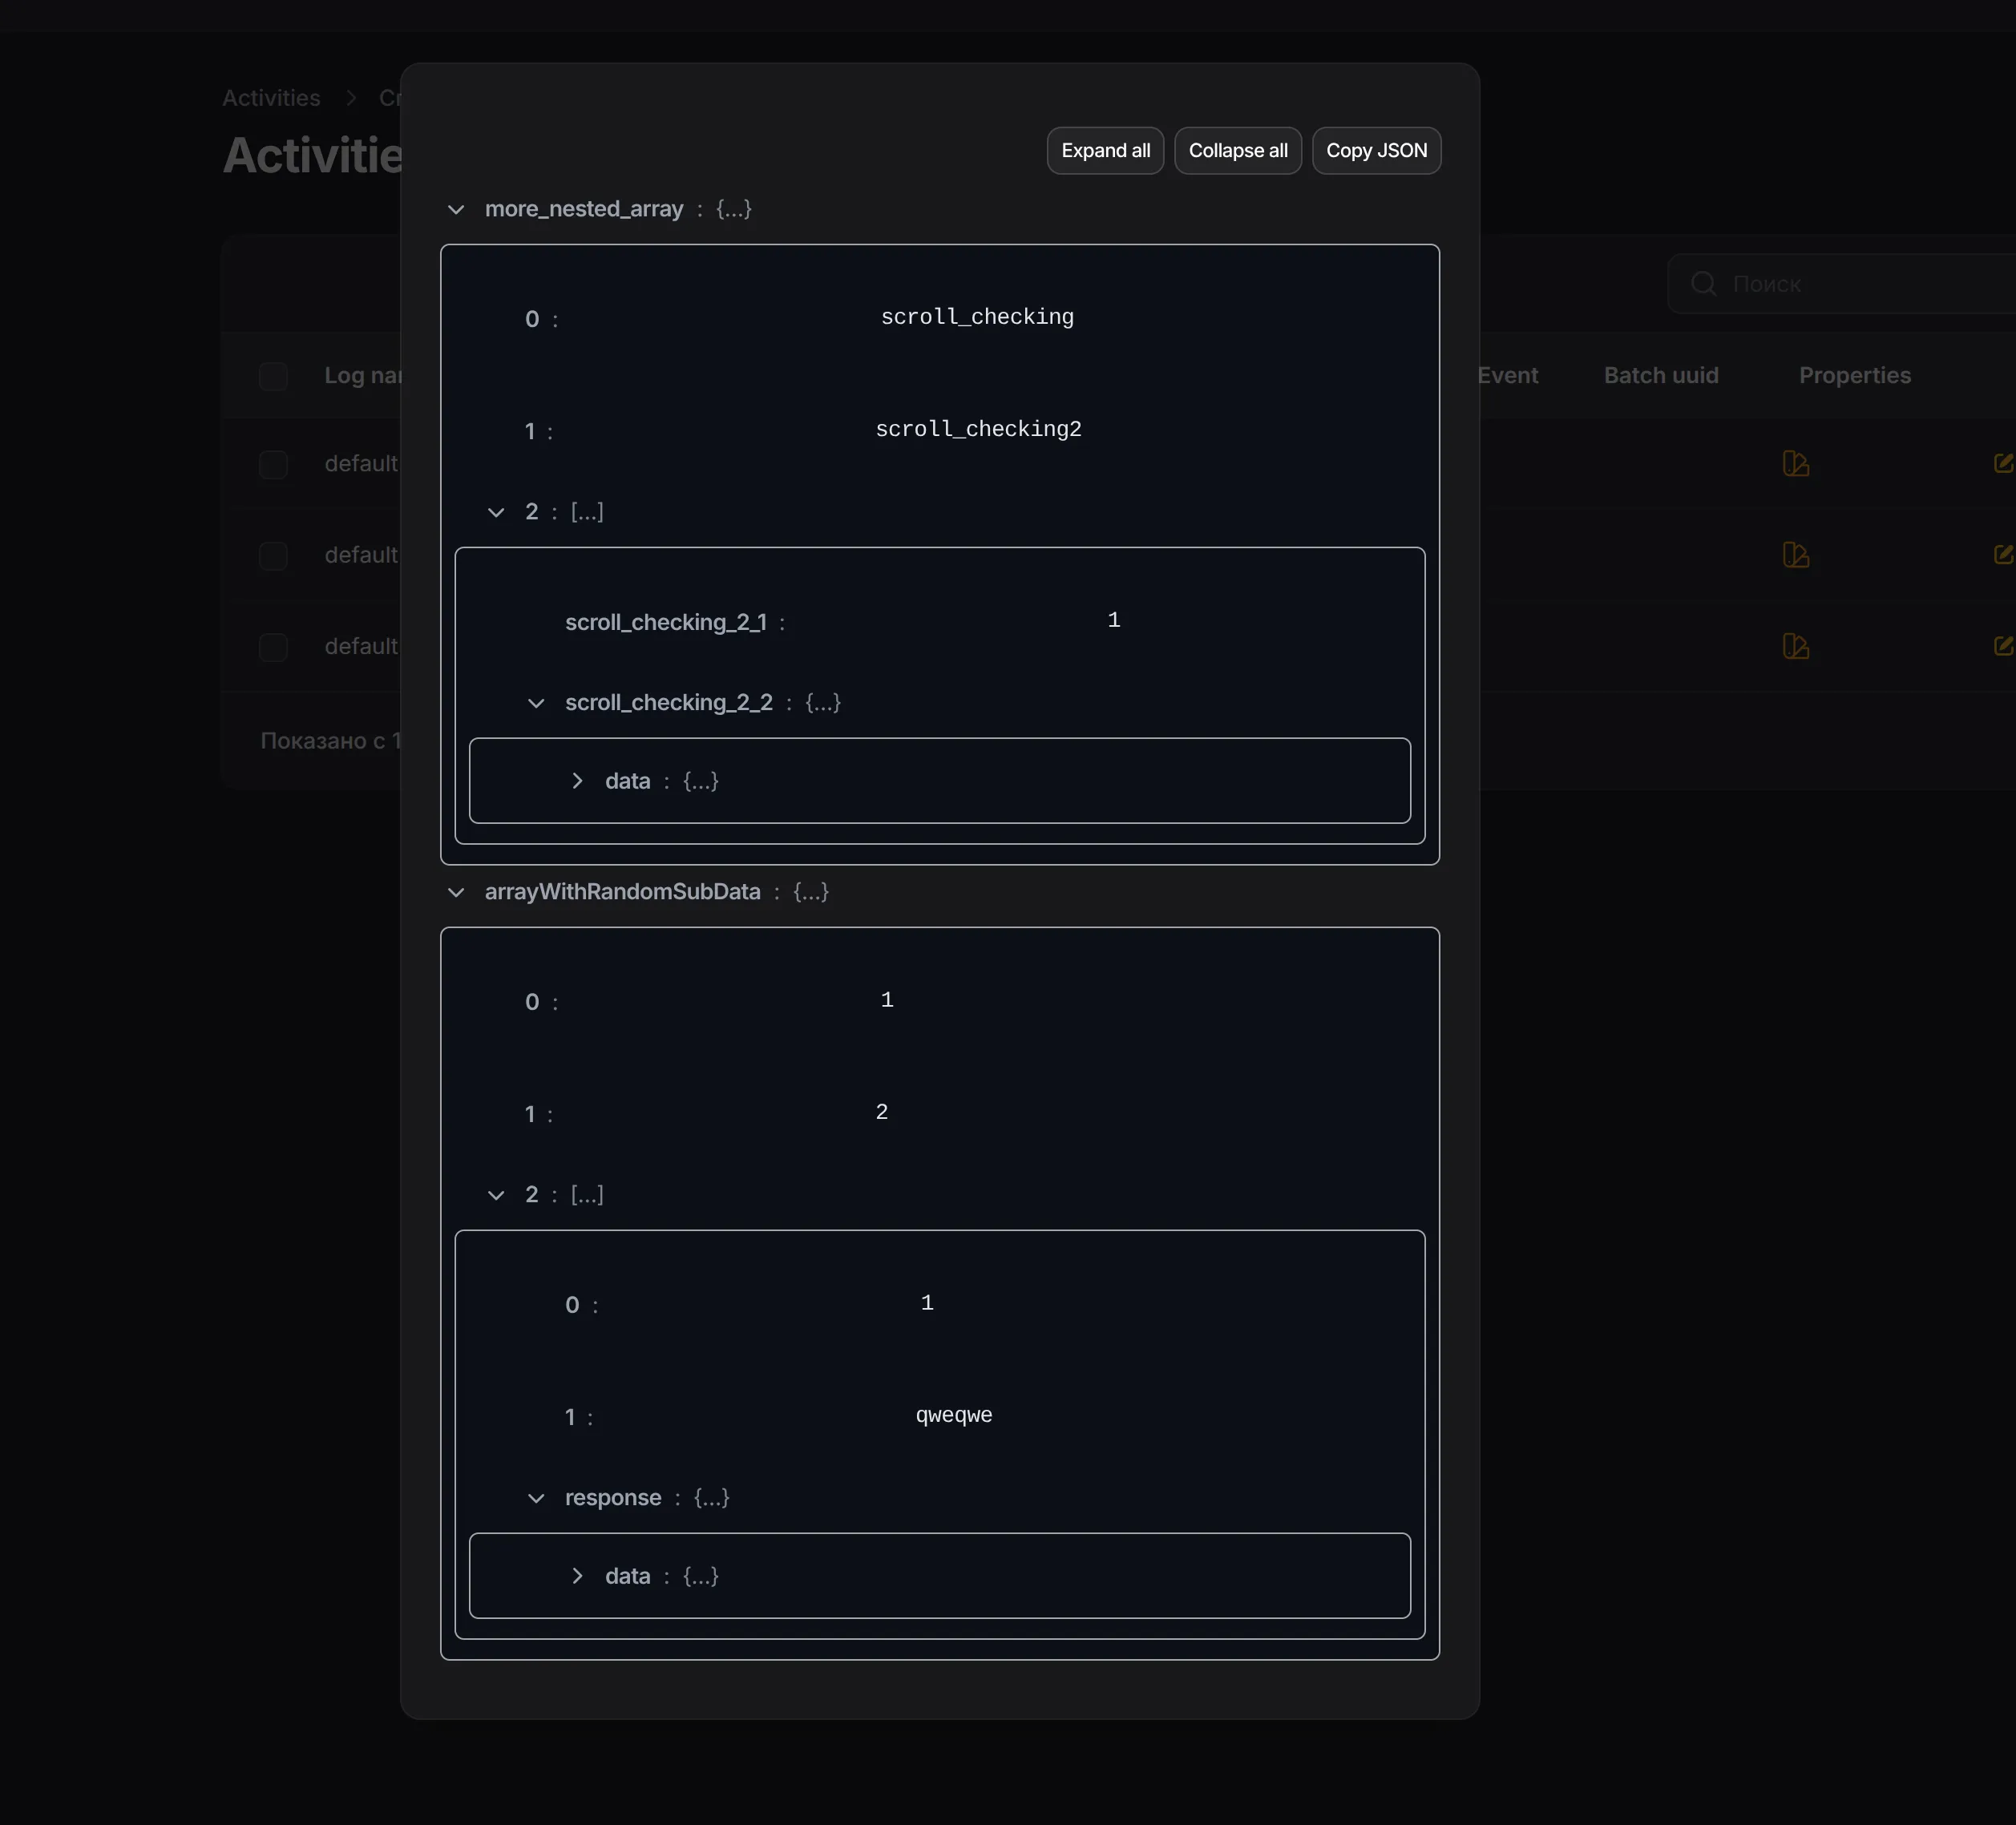 Activities > Cr
Activitie
Expand all Collapse all Copy JSON
more_nested_array : {...}
Поиск
0 : scroll_checking
Log nar Event Batch uuid Properties
1 : scroll_checking2
default
2 : [...]
default
scroll_checking_2_1 : 1
default
scroll_checking_2_2 : {...}
Показано с 1
data : {...}
arrayWithRandomSubData : {...}
0 : 1
1 : 2
2 : [...]
0 : 1
1 : qweqwe
response : {...}
data : {...}